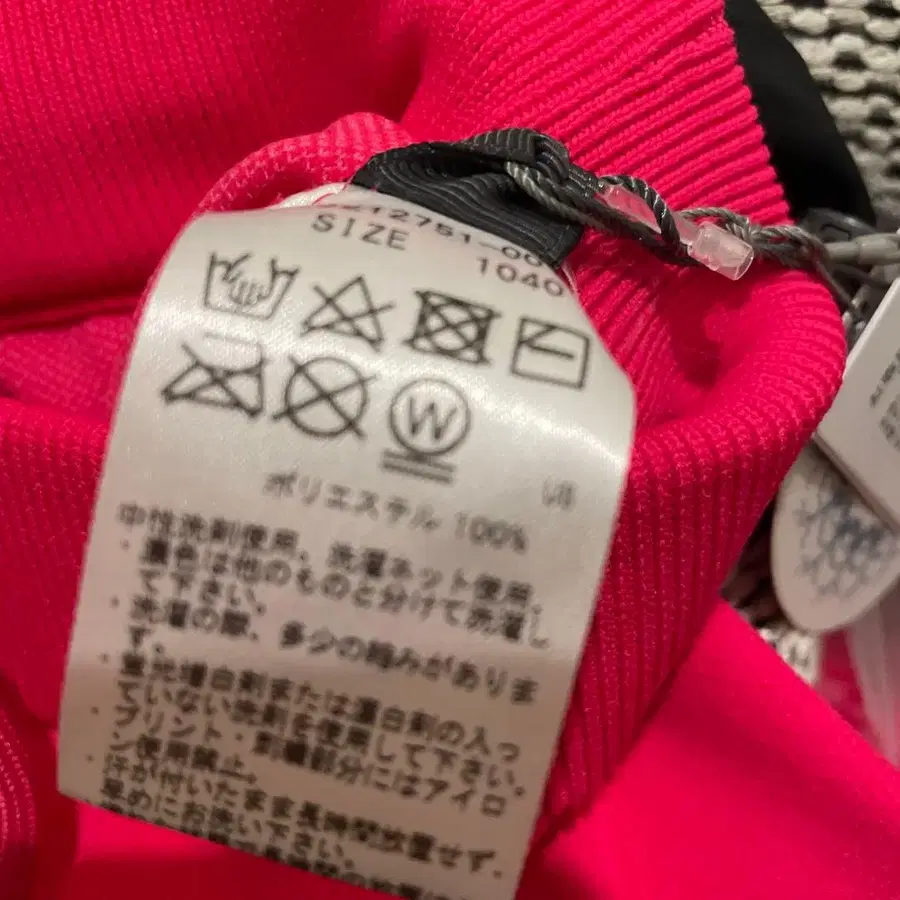 12751-00
SIZE 1040
W
ポリエステル 100%
中性洗剤使用、洗濯ネット使用、
・濃色は他のものと分けて洗濯し
て下さい。
・洗濯の際、多少の縮みがありま
す。
・蛍光増白剤または漂白剤の入っ
ていない洗剤を使用して下さい。
・プリント・刺繍部分にはアイロ
ン使用禁止。
・汗が付いたまま長時間放置せず、
早めにお洗い下さい。